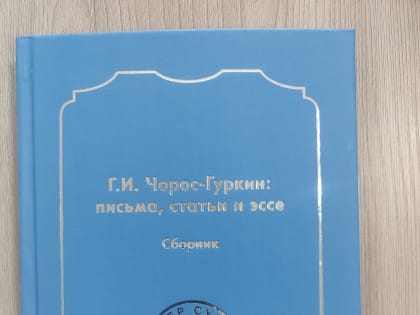 Г.И. Чорос-Гуркин:
письма, статьи и эссе
Сборник